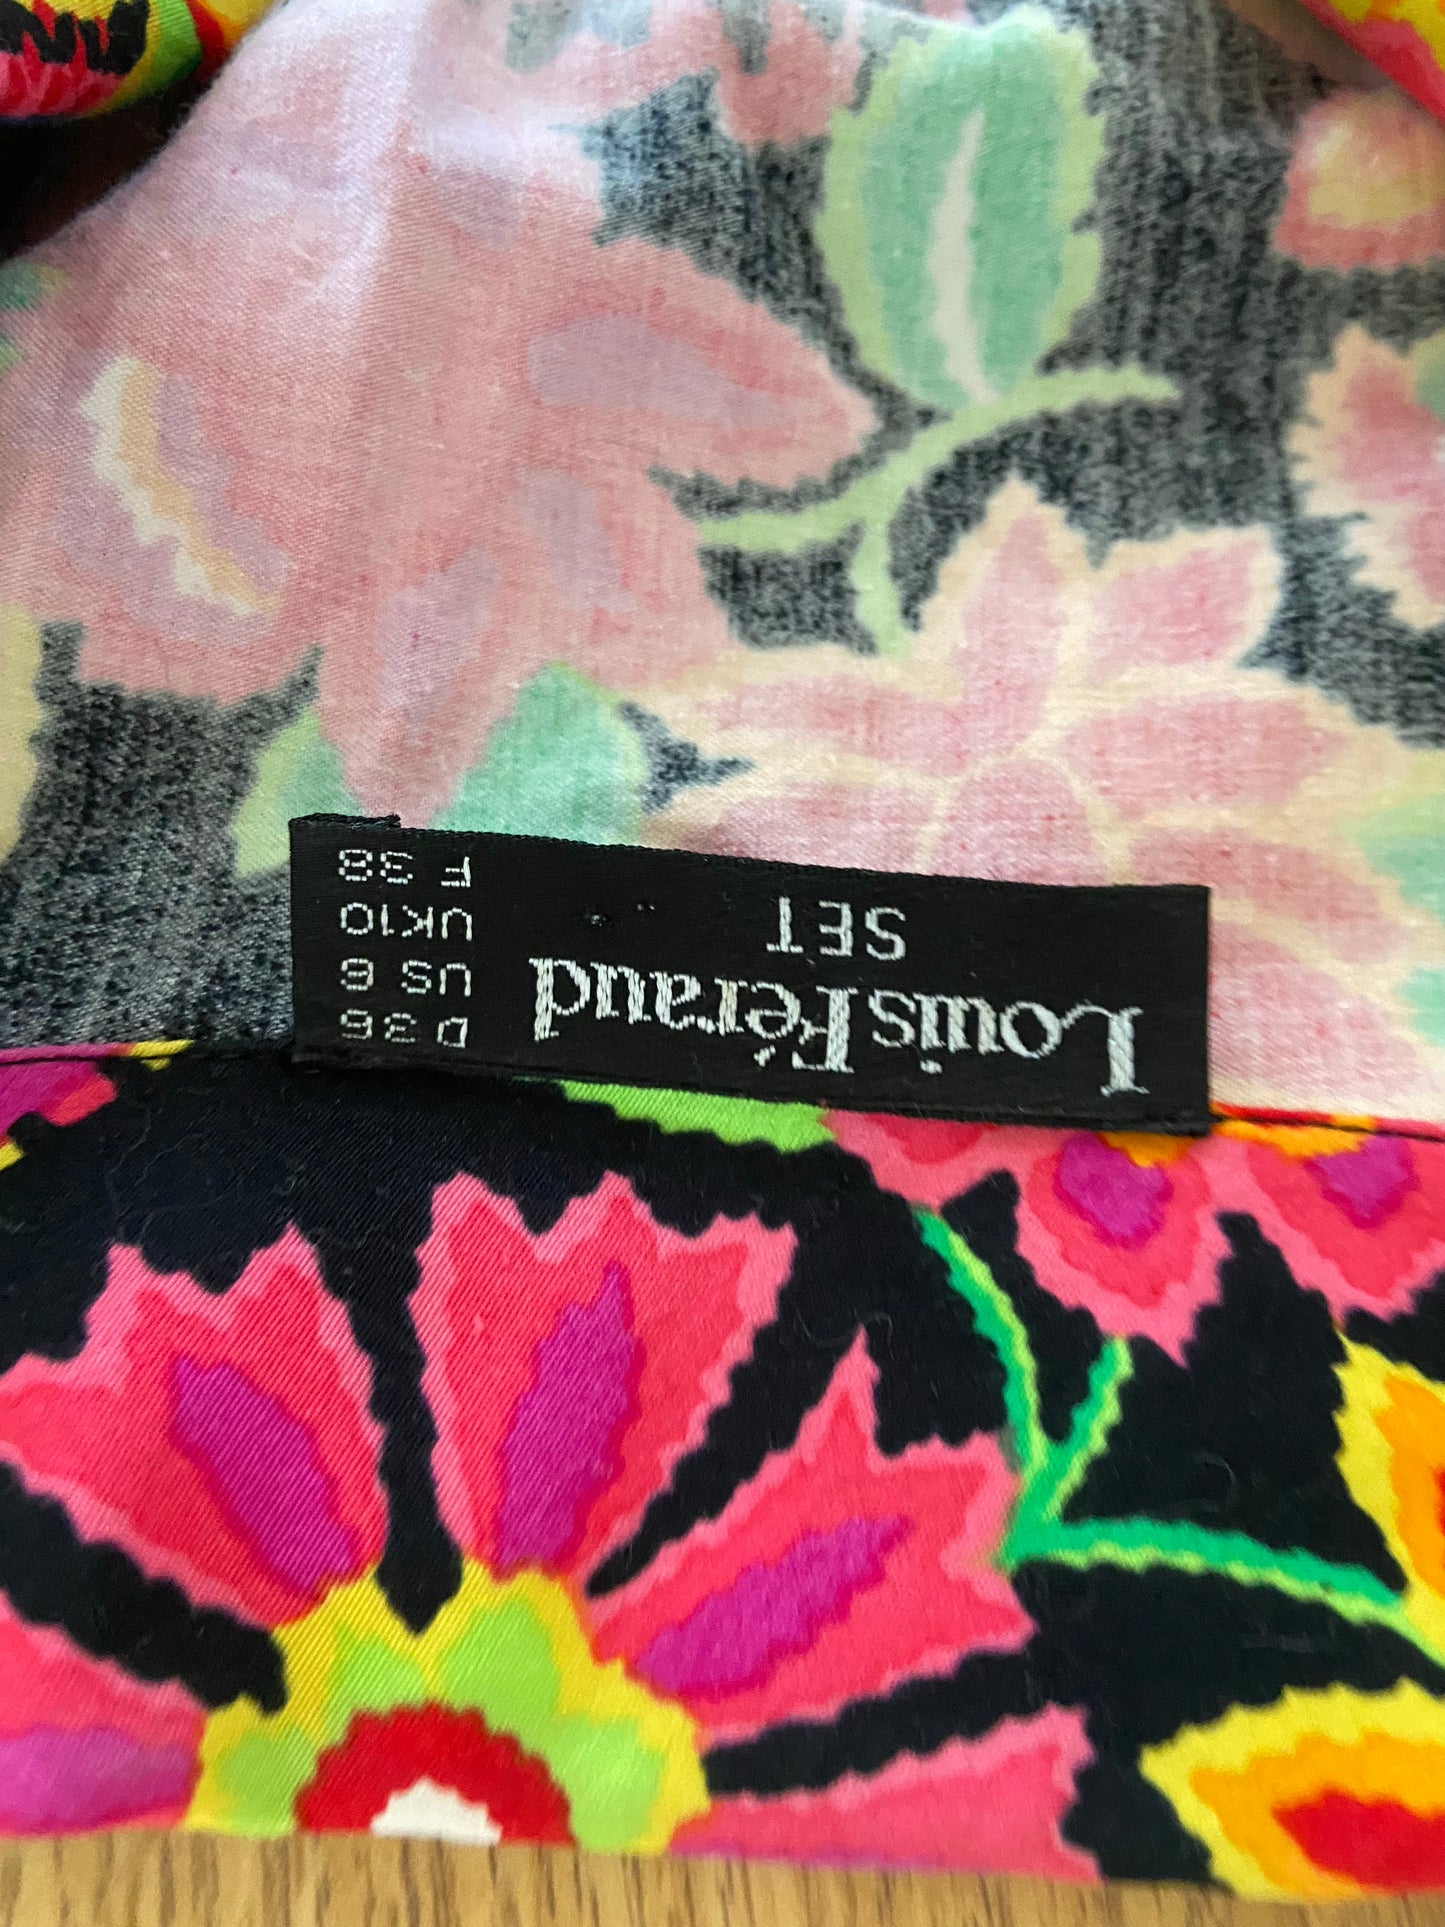 Louis Féraud
SET
D 36
US 6
UK10
F 38